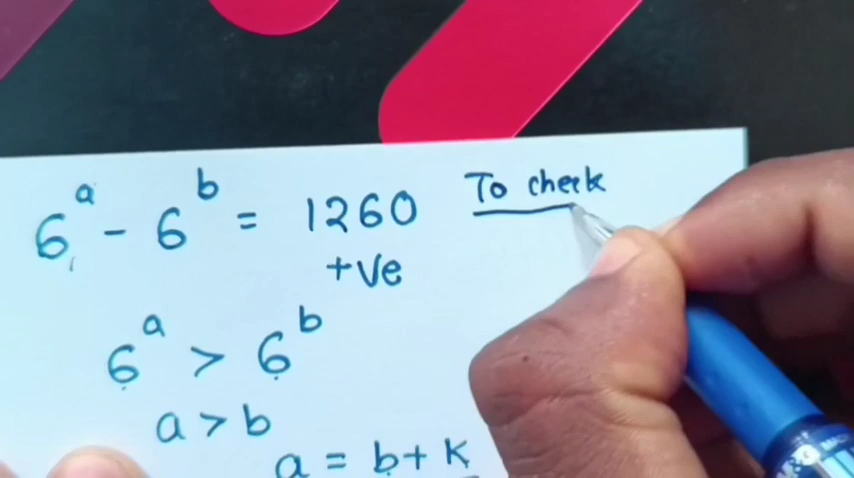 6^a - 6^b = 1260
To check
+ve
6^a > 6^b
a > b
a = b + k